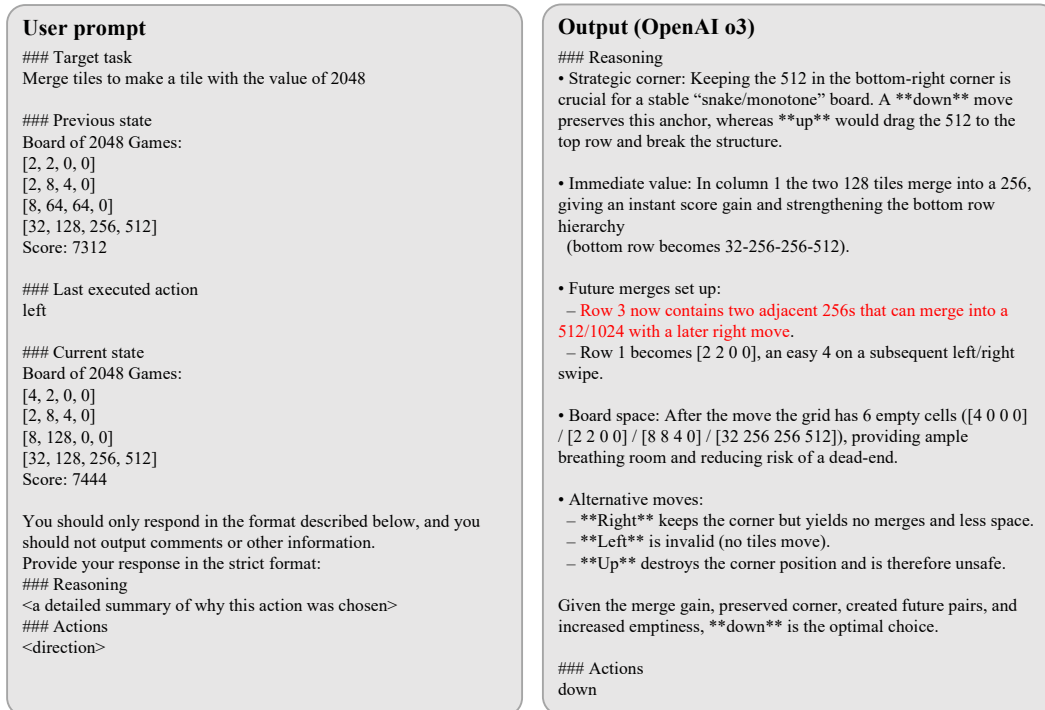 User prompt
### Target task
Merge tiles to make a tile with the value of 2048
### Previous state
Board of 2048 Games:
[2, 2, 0, 0]
[2, 8, 4, 0]
[8, 64, 64, 0]
[32, 128, 256, 512]
Score: 7312
### Last executed action
left
### Current state
Board of 2048 Games:
[4, 2, 0, 0]
[2, 8, 4, 0]
[8, 128, 0, 0]
[32, 128, 256, 512]
Score: 7444
You should only respond in the format described below, and you
should not output comments or other information.
Provide your response in the strict format:
### Reasoning
<a detailed summary of why this action was chosen>
### Actions
<direction>
Output (OpenAI o3)
### Reasoning
• Strategic corner: Keeping the 512 in the bottom-right corner is
crucial for a stable “snake/monotone” board. A **down** move
preserves this anchor, whereas **up** would drag the 512 to the
top row and break the structure.
• Immediate value: In column 1 the two 128 tiles merge into a 256,
giving an instant score gain and strengthening the bottom row
hierarchy
(bottom row becomes 32-256-256-512).
• Future merges set up:
– Row 3 now contains two adjacent 256s that can merge into a
512/1024 with a later right move.
– Row 1 becomes [2 2 0 0], an easy 4 on a subsequent left/right
swipe.
• Board space: After the move the grid has 6 empty cells ([4 0 0 0]
/ [2 2 0 0] / [8 8 4 0] / [32 256 256 512]), providing ample
breathing room and reducing risk of a dead-end.
• Alternative moves:
– **Right** keeps the corner but yields no merges and less space.
– **Left** is invalid (no tiles move).
– **Up** destroys the corner position and is therefore unsafe.
Given the merge gain, preserved corner, created future pairs, and
increased emptiness, **down** is the optimal choice.
### Actions
down